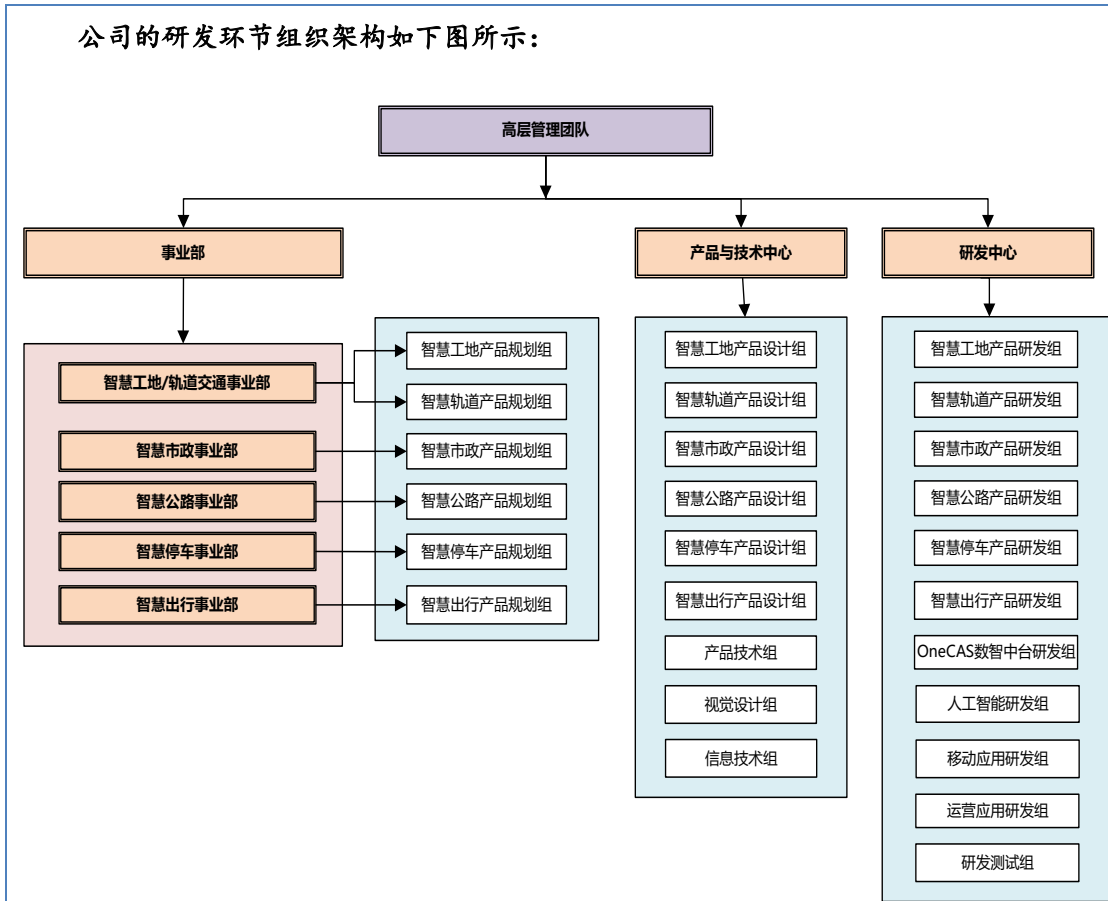 公司的研发环节组织架构如下图所示：
高层管理团队
事业部
产品与技术中心
研发中心
智慧工地/轨道交通事业部
智慧市政事业部
智慧公路事业部
智慧停车事业部
智慧出行事业部
智慧工地产品规划组
智慧轨道产品规划组
智慧市政产品规划组
智慧公路产品规划组
智慧停车产品规划组
智慧出行产品规划组
智慧工地产品设计组
智慧轨道产品设计组
智慧市政产品设计组
智慧公路产品设计组
智慧停车产品设计组
智慧出行产品设计组
产品技术组
视觉设计组
信息技术组
智慧工地产品研发组
智慧轨道产品研发组
智慧市政产品研发组
智慧公路产品研发组
智慧停车产品研发组
智慧出行产品研发组
OneCAS数智中台研发组
人工智能研发组
移动应用研发组
运营应用研发组
研发测试组